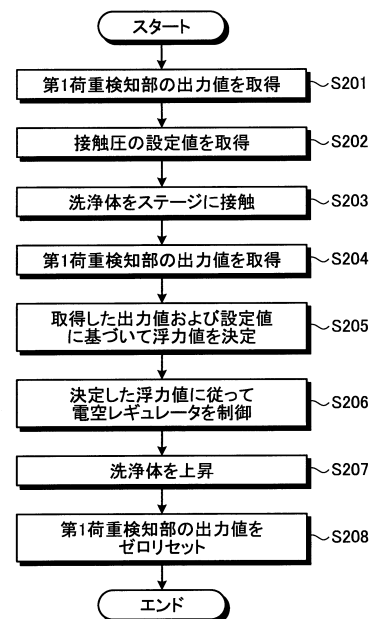 スタート
第1荷重検知部の出力値を取得
S201
接触圧の設定値を取得
S202
洗浄体をステージに接触
S203
第1荷重検知部の出力値を取得
S204
取得した出力値および設定値
に基づいて浮力値を決定
S205
決定した浮力値に従って
電空レギュレータを制御
S206
洗浄体を上昇
S207
第1荷重検知部の出力値を
ゼロリセット
S208
エンド